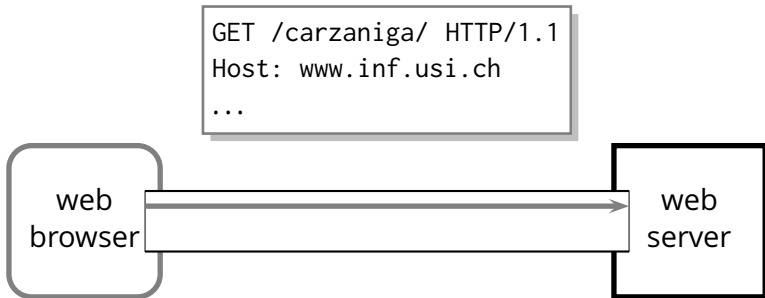 GET /carzaniga/ HTTP/1.1
Host: www.inf.usi.ch
...
web
browser
web
server